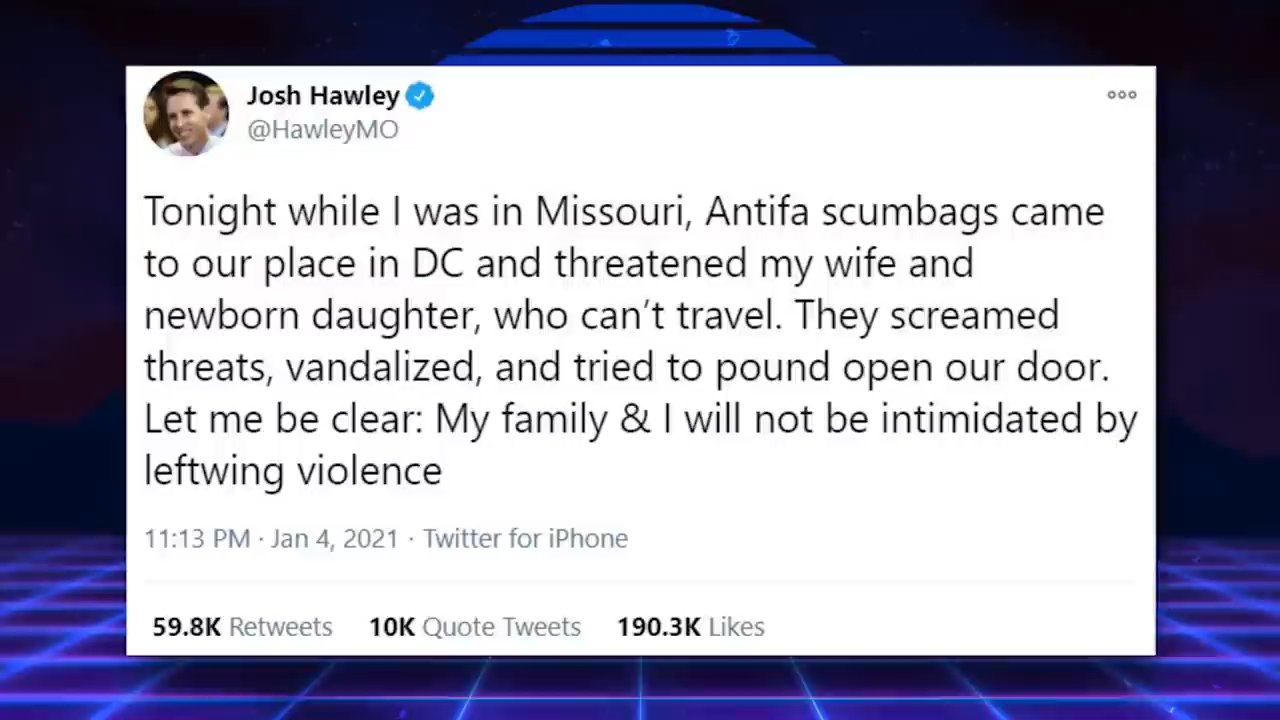 Josh Hawley
@HawleyMO
Tonight while I was in Missouri, Antifa scumbags came
to our place in DC and threatened my wife and
newborn daughter, who can’t travel. They screamed
threats, vandalized, and tried to pound open our door.
Let me be clear: My family & I will not be intimidated by
leftwing violence
11:13 PM · Jan 4, 2021 · Twitter for iPhone
59.8K Retweets 10K Quote Tweets 190.3K Likes